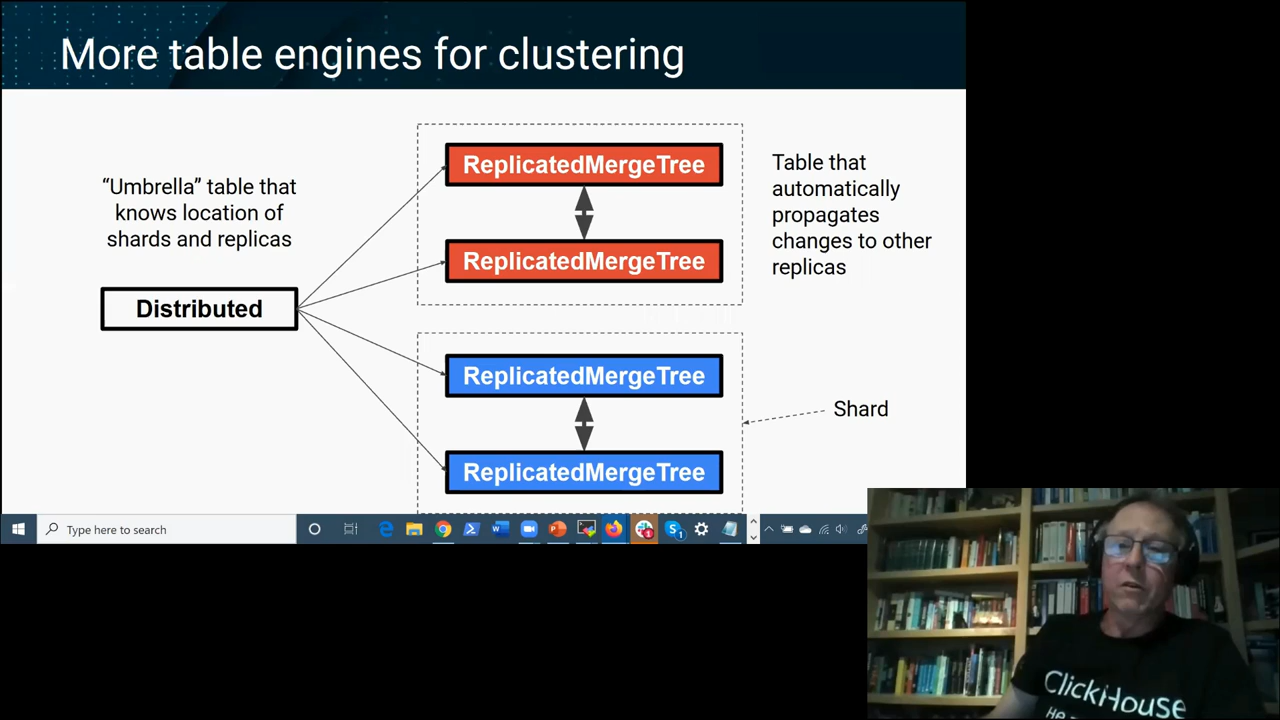 More table engines for clustering
“Umbrella” table that
knows location of
shards and replicas
Distributed
ReplicatedMergeTree
ReplicatedMergeTree
ReplicatedMergeTree
ReplicatedMergeTree
Table that
automatically
propagates
changes to other
replicas
Shard
Type here to search
ClickHouse